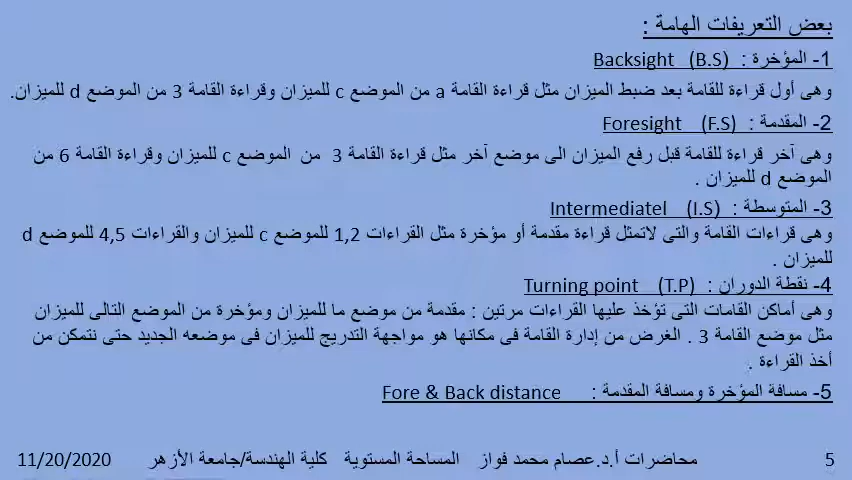 بعض التعريفات الهامة :
1- المؤخرة : Backsight (B.S)
وهى أول قراءة للقامة بعد ضبط الميزان مثل قراءة القامة a من الموضع c للميزان وقراءة القامة 3 من الموضع d للميزان.
2- المقدمة : Foresight (F.S)
وهى آخر قراءة للقامة قبل رفع الميزان الى موضع آخر مثل قراءة القامة 3 من الموضع c للميزان وقراءة القامة 6 من
الموضع d للميزان .
3- المتوسطة : Intermediatel (I.S)
وهى قراءات القامة والتى لاتمثل قراءة مقدمة أو مؤخرة مثل القراءات 1,2 للموضع c للميزان والقراءات 4,5 للموضع d
للميزان .
4- نقطة الدوران : Turning point (T.P)
وهى أماكن القامات التى تؤخذ عليها القراءات مرتين : مقدمة من موضع ما للميزان ومؤخرة من الموضع التالى للميزان
مثل موضع القامة 3 . الغرض من إدارة القامة فى مكانها هو مواجهة التدريج للميزان فى موضعه الجديد حتى نتمكن من
أخذ القراءة .
5- مسافة المؤخرة ومسافة المقدمة : Fore & Back distance
5 محاضرات أ.د.عصام محمد فواز المساحة المستوية كلية الهندسة/جامعة الأزهر 11/20/2020